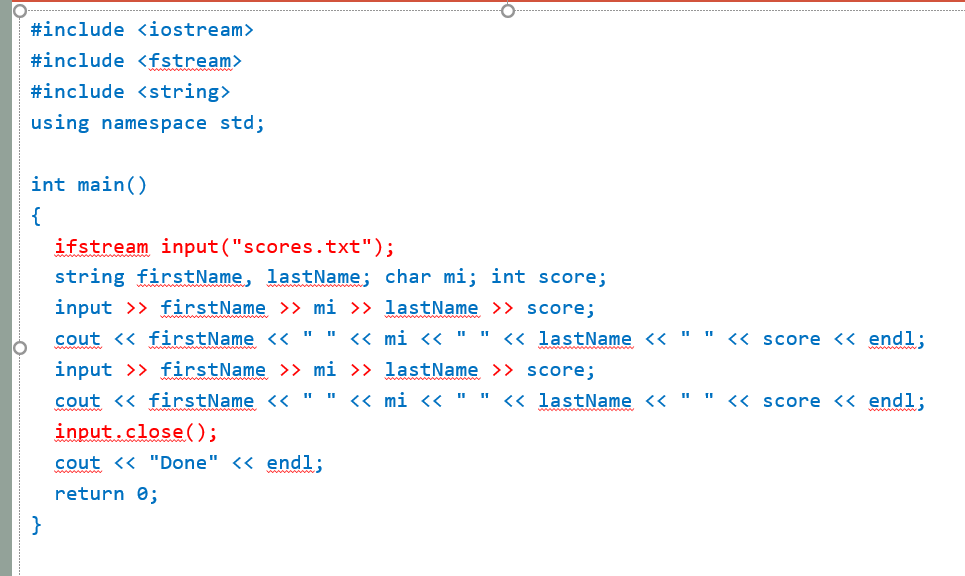 #include <iostream>
#include <fstream>
#include <string>
using namespace std;
int main()
{
ifstream input("scores.txt");
string firstName, lastName; char mi; int score;
input >> firstName >> mi >> lastName >> score;
cout << firstName << " " << mi << " " << lastName << " " << score << endl;
input >> firstName >> mi >> lastName >> score;
cout << firstName << " " << mi << " " << lastName << " " << score << endl;
input.close();
cout << "Done" << endl;
return 0;
}